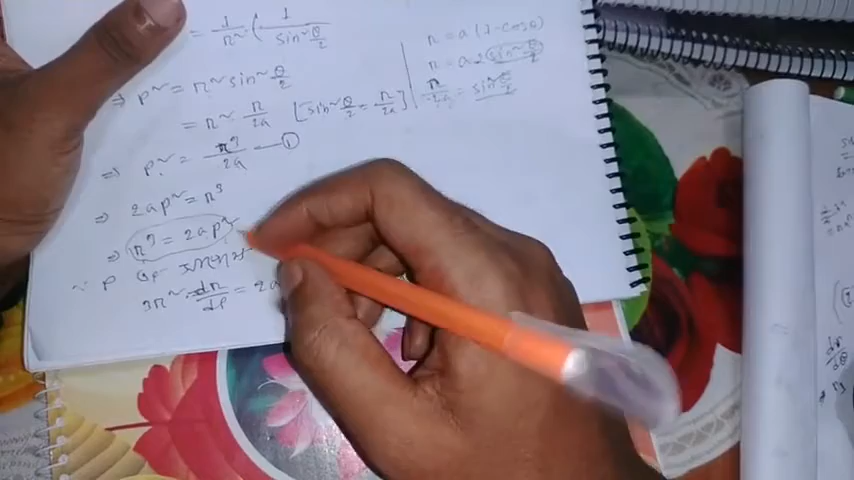 = 1/r² ( 1/sin² θ/2
⇒ p² = r² sin² θ/2
= r² r/2a [sin² θ/2 = r/2a]
⇒ p² = r³/2a — ①
⇒ 2ap² = r³
⇒ r³ = 2ap²
∴ p এর সাপেক্ষে
3r² · dr/dp = 2a
r = a (1-cosθ)
r = a 2 sin² θ/2
r/2a = sin² θ/2